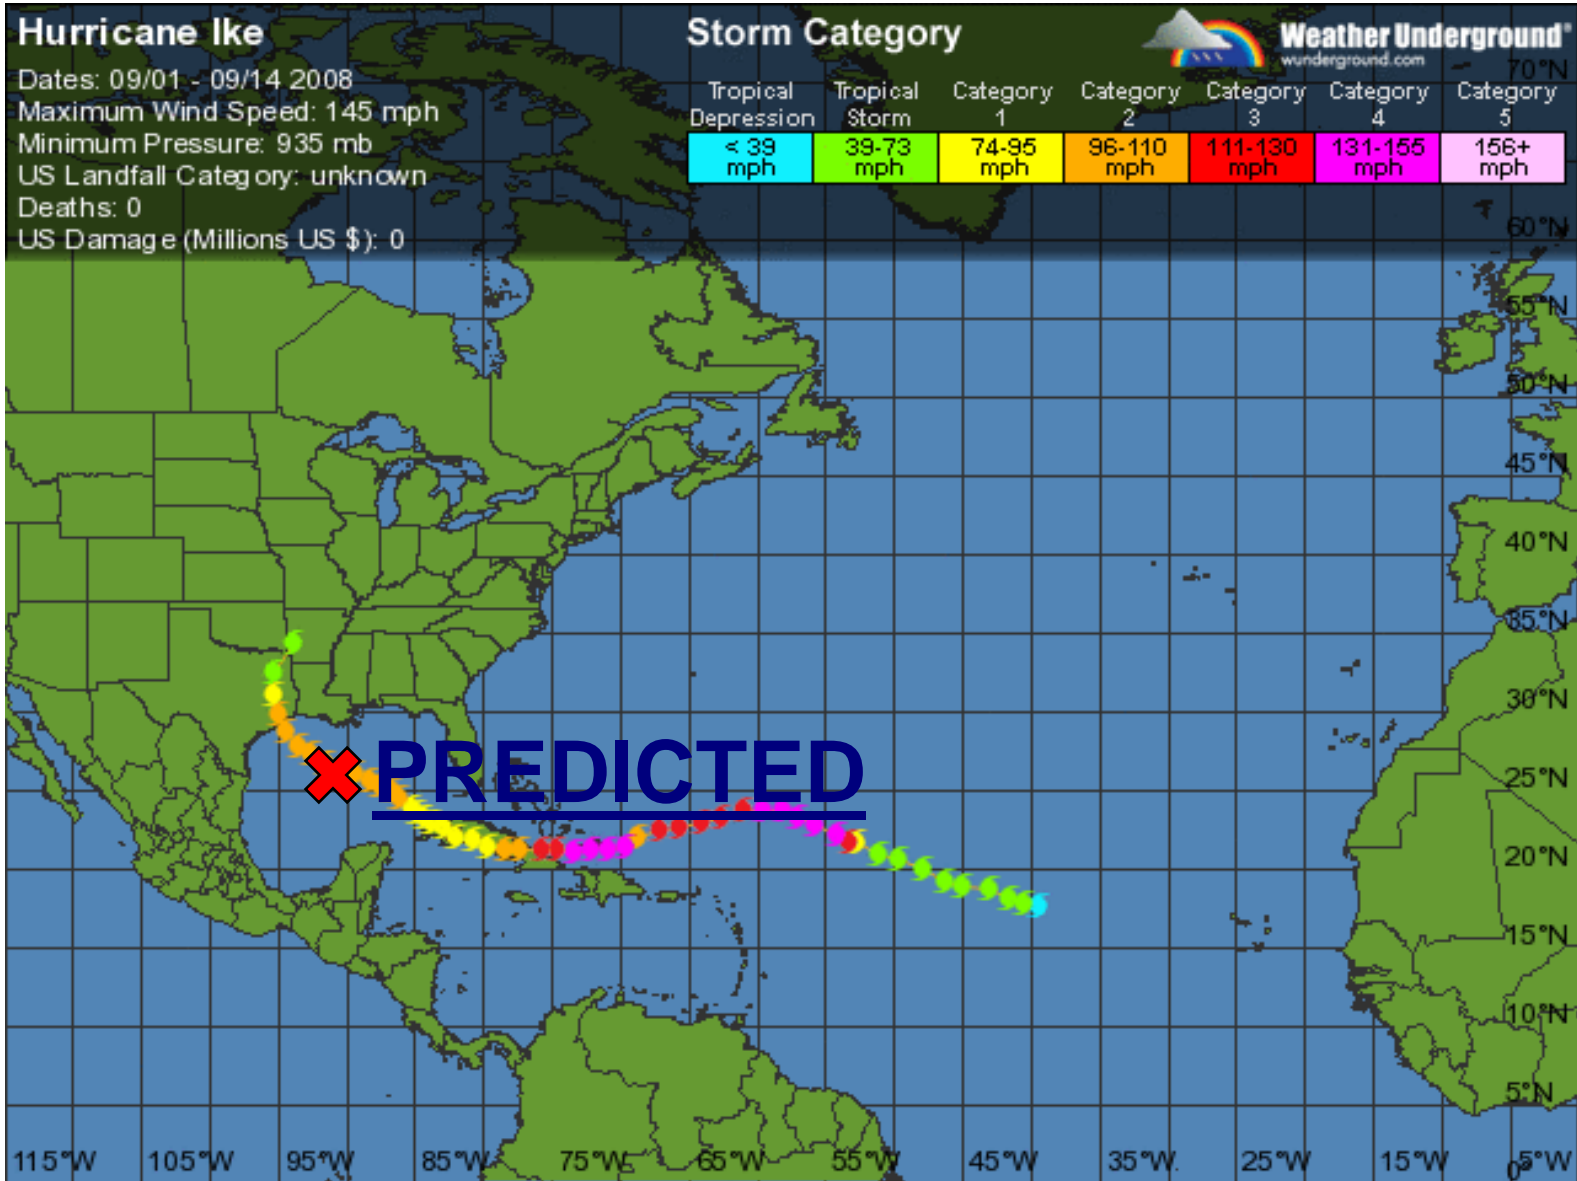 Hurricane Ike
Dates: 09/01 - 09/14 2008
Maximum Wind Speed: 145 mph
Minimum Pressure: 935 mb
US Landfall Category: unknown
Deaths: 0
US Damage (Millions US $): 0
Storm Category
Weather Underground®
wunderground.com
Tropical Depression
< 39 mph
Tropical Storm
39-73 mph
Category 1
74-95 mph
Category 2
96-110 mph
Category 3
111-130 mph
Category 4
131-155 mph
Category 5
156+ mph
70°N
60°N
55°N
50°N
45°N
40°N
35°N
30°N
25°N
20°N
15°N
10°N
5°N
0°
PREDICTED
115°W 105°W 95°W 85°W 75°W 65°W 55°W 45°W 35°W 25°W 15°W 5°W